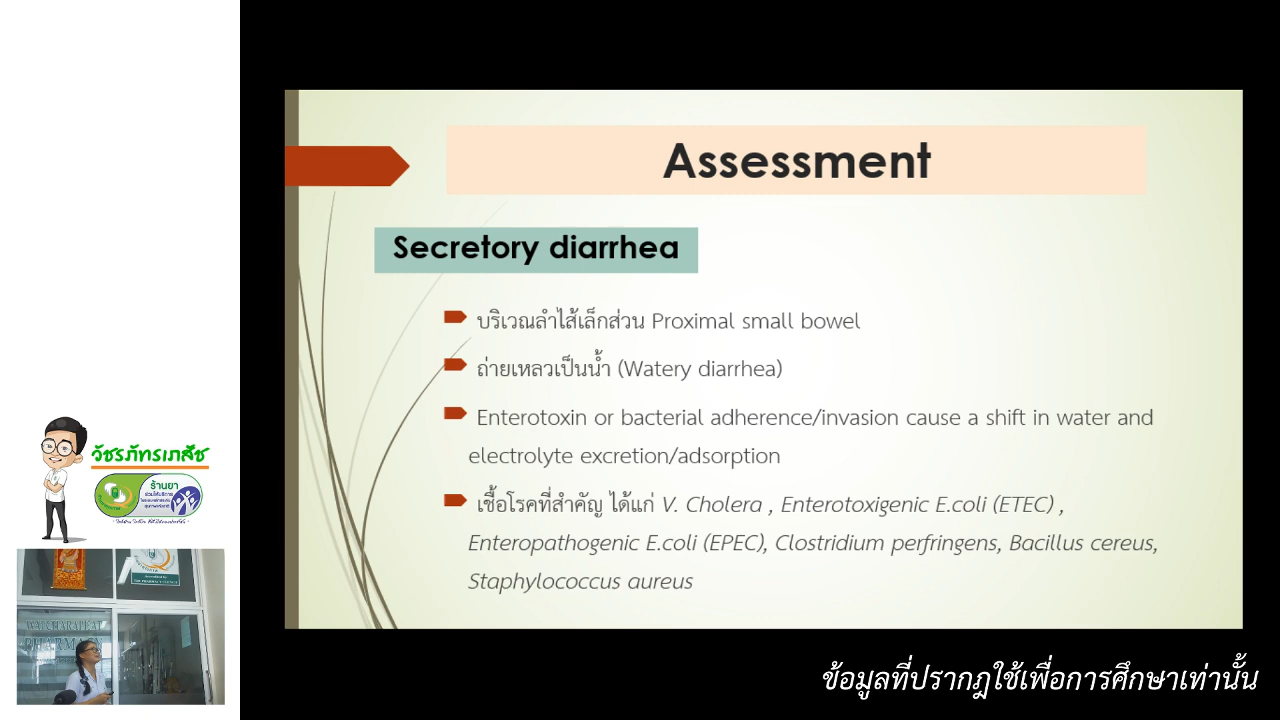 Assessment
Secretory diarrhea
บริเวณลำไส้เล็กส่วน Proximal small bowel
ถ่ายเหลวเป็นน้ำ (Watery diarrhea)
Enterotoxin or bacterial adherence/invasion cause a shift in water and
electrolyte excretion/adsorption
เชื้อโรคที่สำคัญ ได้แก่ V. Cholera , Enterotoxigenic E.coli (ETEC) ,
Enteropathogenic E.coli (EPEC), Clostridium perfringens, Bacillus cereus,
Staphylococcus aureus
วัชรภัทรเภสัช
ร้านยา
PHARMACY
ข้อมูลที่ปรากฎใช้เพื่อการศึกษาเท่านั้น